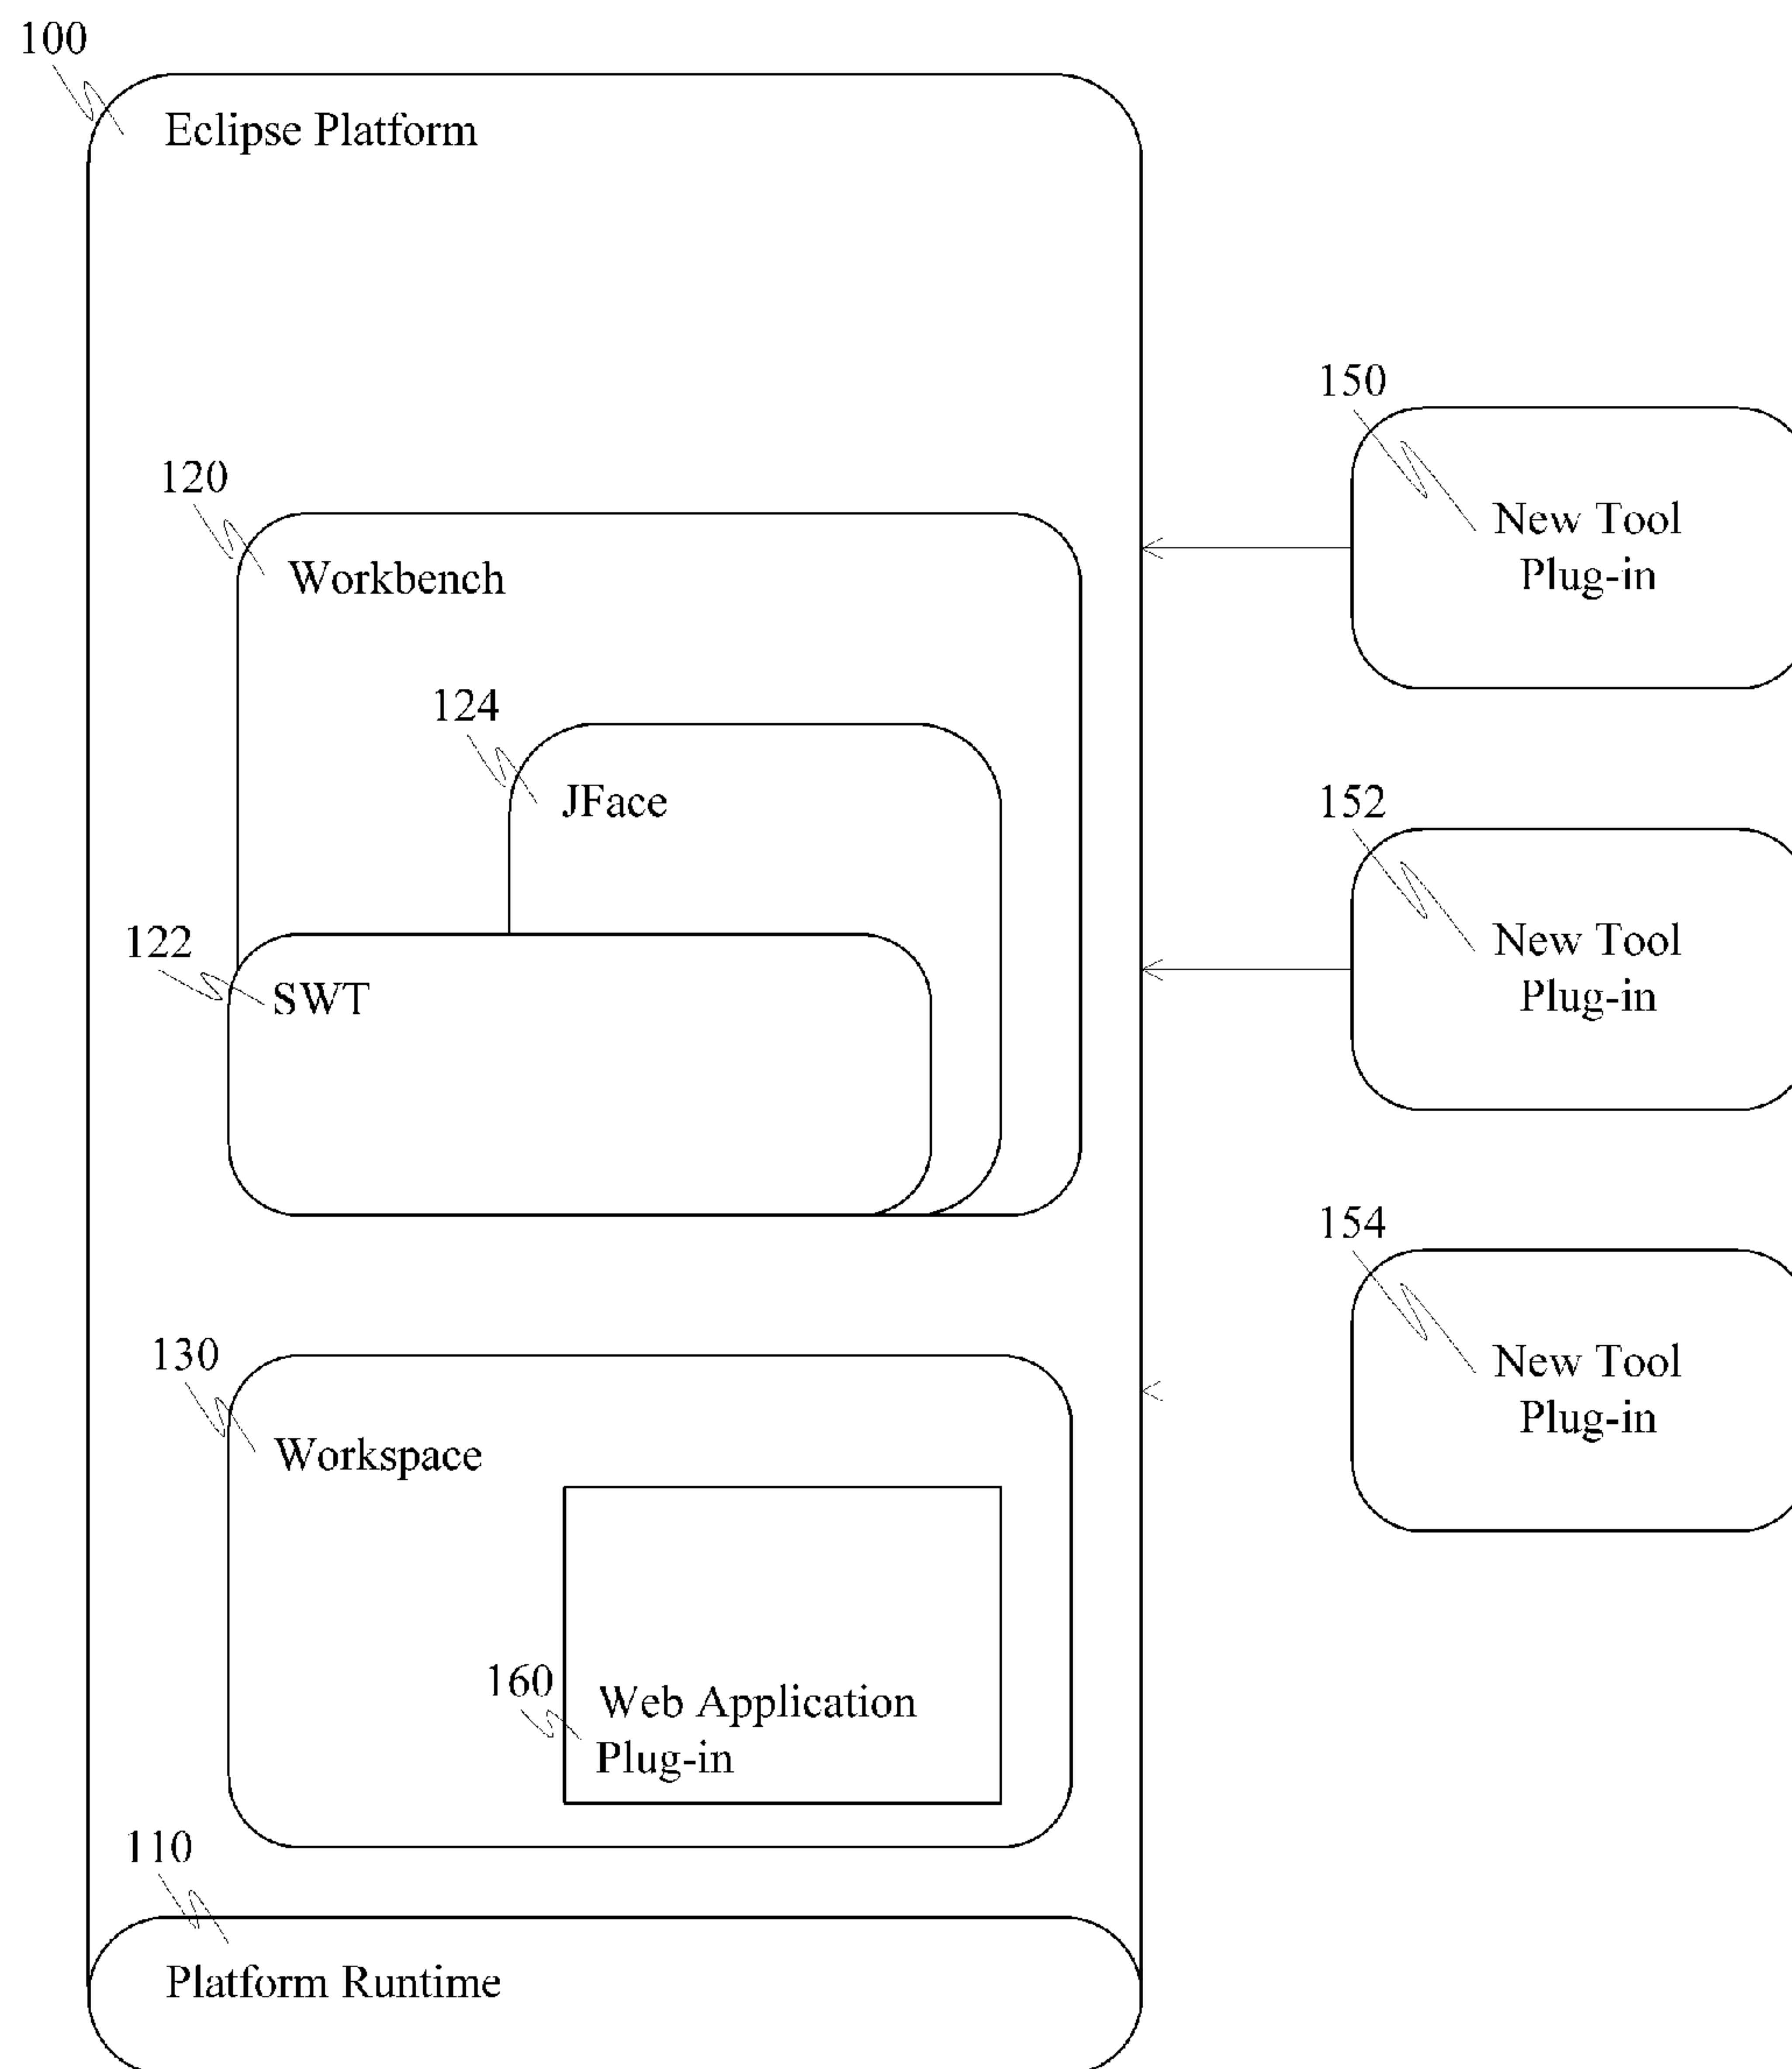 100
Eclipse Platform
120
Workbench
124
JFace
122
SWT
130
Workspace
160
Web Application
Plug-in
110
Platform Runtime
150
New Tool
Plug-in
152
New Tool
Plug-in
154
New Tool
Plug-in